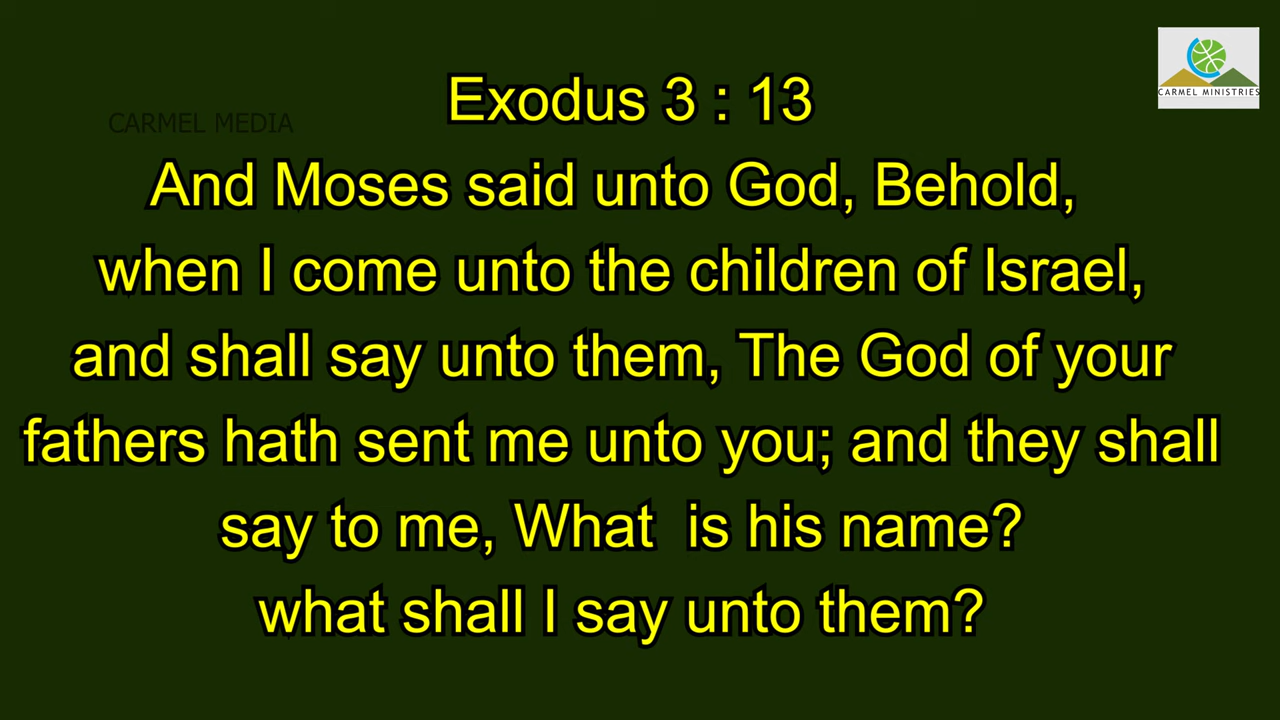 CARMEL MINISTRIES
Exodus 3 : 13
CARMEL MEDIA
And Moses said unto God, Behold,
when I come unto the children of Israel,
and shall say unto them, The God of your
fathers hath sent me unto you; and they shall
say to me, What  is his name?
what shall I say unto them?